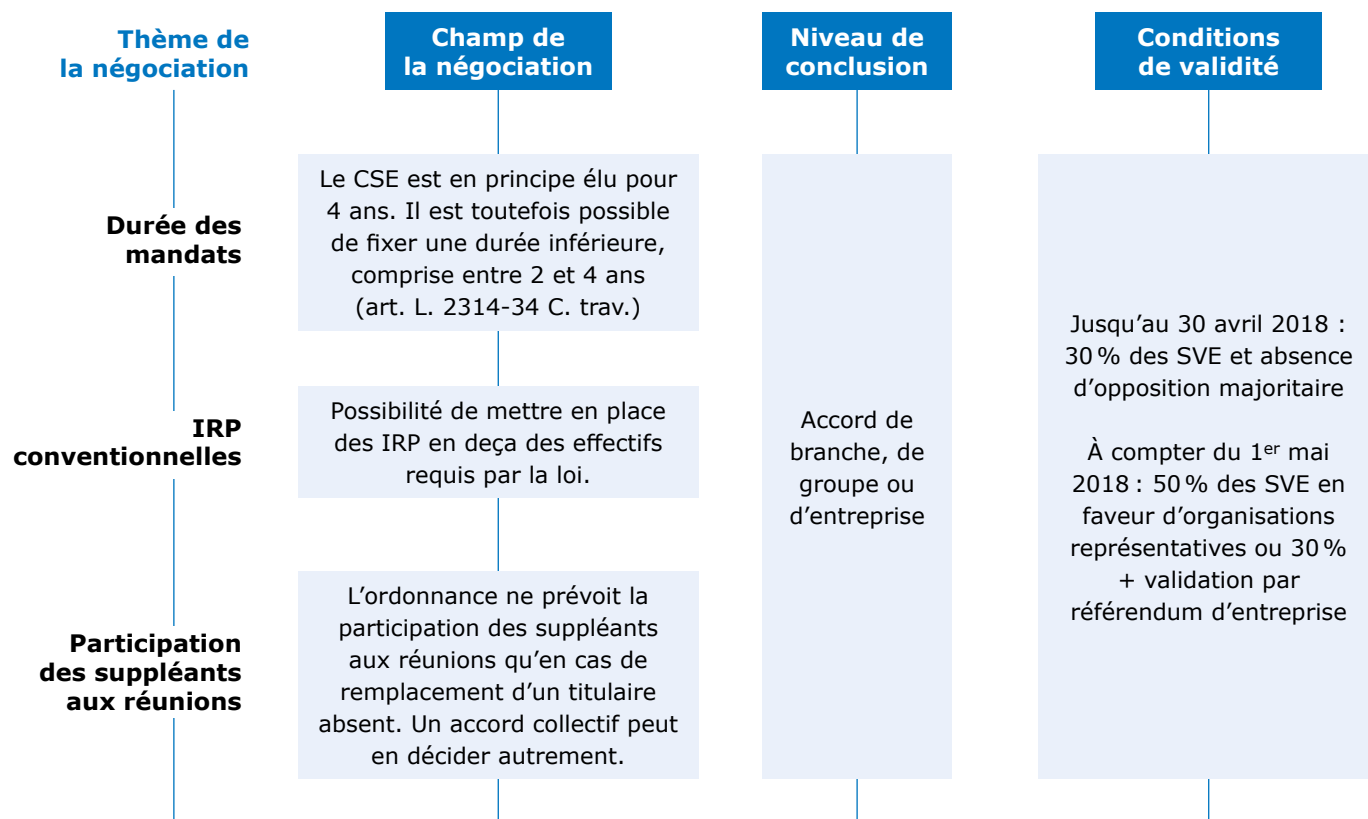 Thème de
la négociation
Champ de
la négociation
Niveau de
conclusion
Conditions
de validité
Durée des
mandats
Le CSE est en principe élu pour
4 ans. Il est toutefois possible
de fixer une durée inférieure,
comprise entre 2 et 4 ans
(art. L. 2314-34 C. trav.)
IRP
conventionnelles
Possibilité de mettre en place
des IRP en deça des effectifs
requis par la loi.
Participation
des suppléants
aux réunions
L’ordonnance ne prévoit la
participation des suppléants
aux réunions qu’en cas de
remplacement d’un titulaire
absent. Un accord collectif peut
en décider autrement.
Accord de
branche, de
groupe ou
d’entreprise
Jusqu’au 30 avril 2018 :
30 % des SVE et absence
d’opposition majoritaire
À compter du 1er mai
2018 : 50 % des SVE en
faveur d’organisations
représentatives ou 30 %
+ validation par
référendum d’entreprise